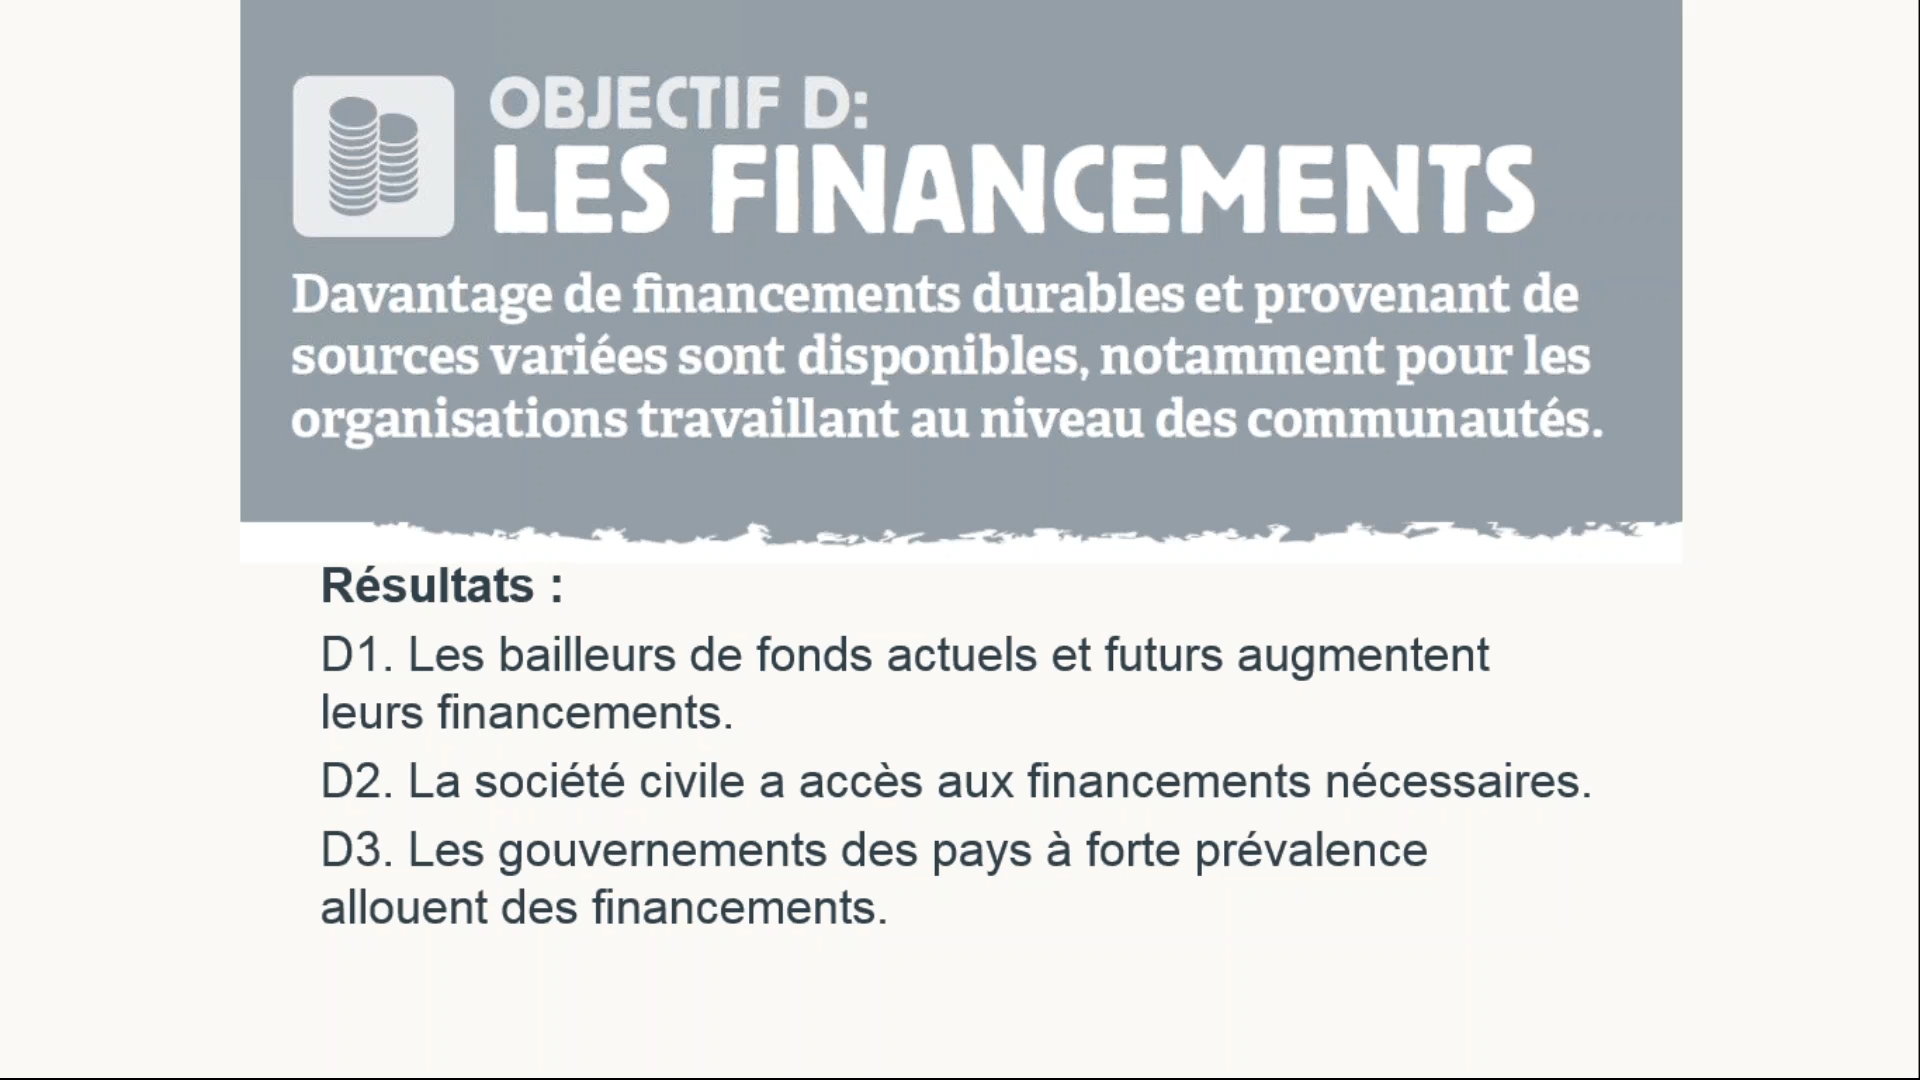 OBJECTIF D:
LES FINANCEMENTS
Davantage de financements durables et provenant de
sources variées sont disponibles, notamment pour les
organisations travaillant au niveau des communautés.
Résultats :
D1. Les bailleurs de fonds actuels et futurs augmentent
leurs financements.
D2. La société civile a accès aux financements nécessaires.
D3. Les gouvernements des pays à forte prévalence
allouent des financements.